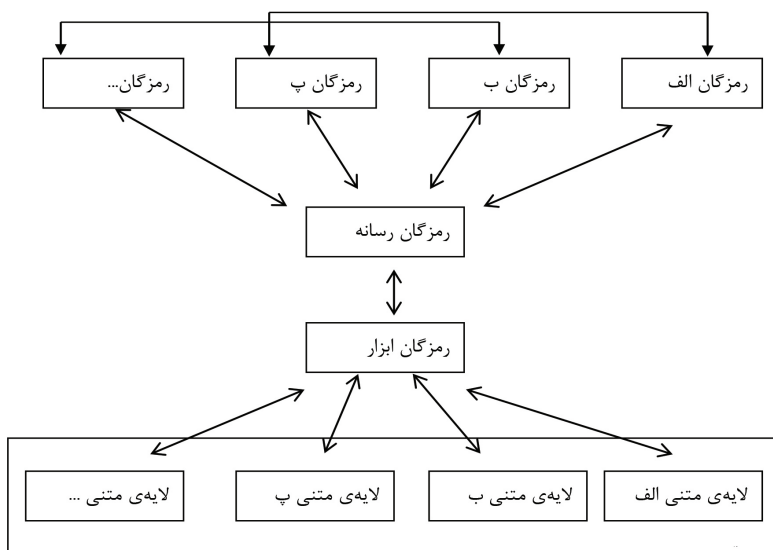 رمزگان الف
رمزگان ب
رمزگان پ
رمزگان...
رمزگان رسانه
رمزگان ابزار
لایه‌ی متنی الف
لایه‌ی متنی ب
لایه‌ی متنی پ
لایه‌ی متنی ...